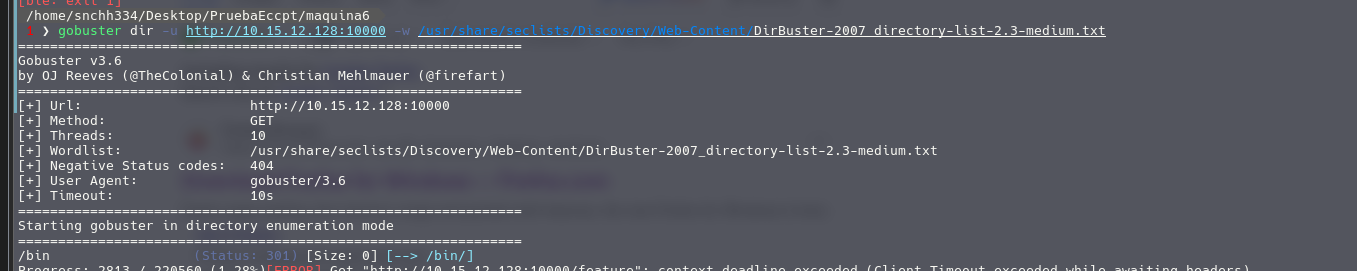 [ble: exit 1]
/home/snchh334/Desktop/PruebaEccpt/maquina6
1 ❯ gobuster dir -u http://10.15.12.128:10000 -w /usr/share/seclists/Discovery/Web-Content/DirBuster-2007_directory-list-2.3-medium.txt
===============================================================
Gobuster v3.6
by OJ Reeves (@TheColonial) & Christian Mehlmauer (@firefart)
===============================================================
[+] Url:                     http://10.15.12.128:10000
[+] Method:                  GET
[+] Threads:                 10
[+] Wordlist:                /usr/share/seclists/Discovery/Web-Content/DirBuster-2007_directory-list-2.3-medium.txt
[+] Negative Status codes:   404
[+] User Agent:              gobuster/3.6
[+] Timeout:                 10s
===============================================================
Starting gobuster in directory enumeration mode
===============================================================
/bin                  (Status: 301) [Size: 0] [--> /bin/]
Progress: 2813 / 220560 (1.28%)[ERROR] Get "http://10.15.12.128:10000/feature": context deadline exceeded (Client.Timeout exceeded while awaiting headers)